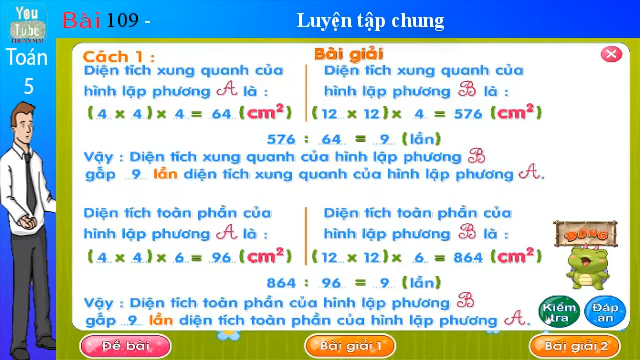 You
Tube
THUẬN MAI
Toán
5
Bài 109 - Luyện tập chung
Bài giải
Cách 1 :
Diện tích xung quanh của hình lập phương A là :
( 4 x 4 ) x 4 = 64 (cm²)
Diện tích xung quanh của hình lập phương B là :
(12 x 12) x 4 = 576 (cm²)
576 : 64 = 9 (lần)
Vậy : Diện tích xung quanh của hình lập phương B
gấp 9 lần diện tích xung quanh của hình lập phương A.
Diện tích toàn phần của hình lập phương A là :
( 4 x 4 ) x 6 = 96 (cm²)
Diện tích toàn phần của hình lập phương B là :
(12 x 12) x 6 = 864 (cm²)
864 : 96 = 9 (lần)
Vậy : Diện tích toàn phần của hình lập phương B
gấp 9 lần diện tích toàn phần của hình lập phương A.
ĐÚNG
Kiểm tra
Đáp án
Đề bài
Bài giải 1
Bài giải 2